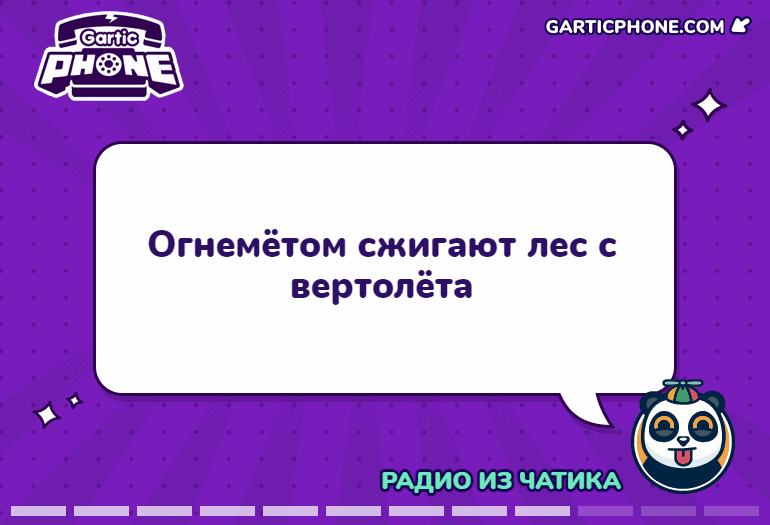 Gartic
PHONE
GARTICPHONE.COM
Огнемётом сжигают лес с
вертолёта
РАДИО ИЗ ЧАТИКА